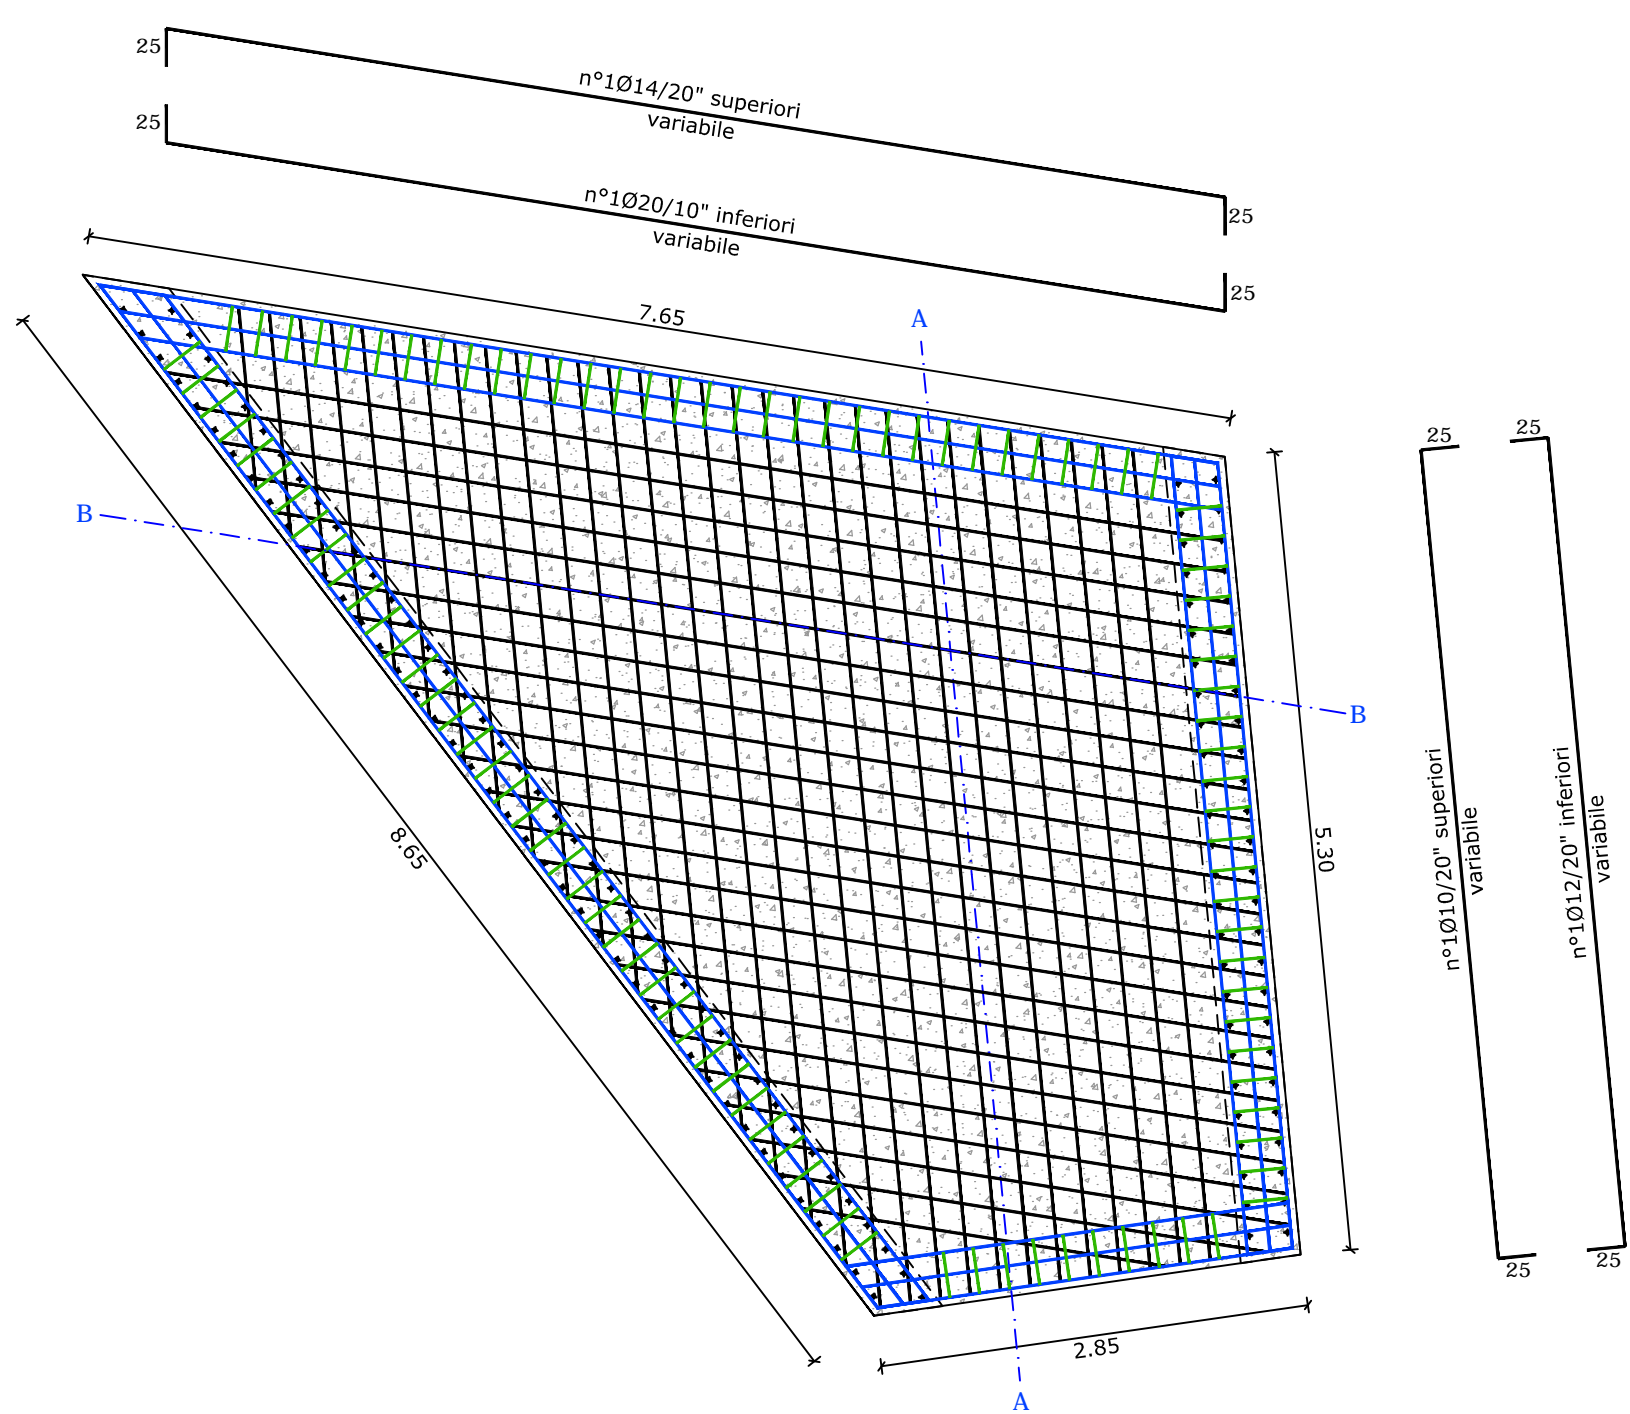 25
n°1Ø14/20" superiori
variabile
25
25
n°1Ø20/10" inferiori
variabile
25
7.65
A
25
25
B
B
8.65
5.30
n°1Ø10/20" superiori
variabile
n°1Ø12/20" inferiori
variabile
25
25
2.85
A